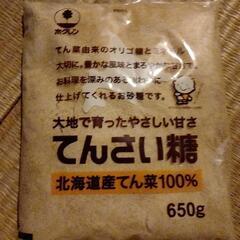 ホクレン
てん菜由来のオリゴ糖とミネ
大切に。豊かな風味とまろやかな
お料理を深みのある味わいに
仕上げてくれるお砂糖です。
大地で育ったやさしい甘さ
てんさい糖
北海道産てん菜100%
650g